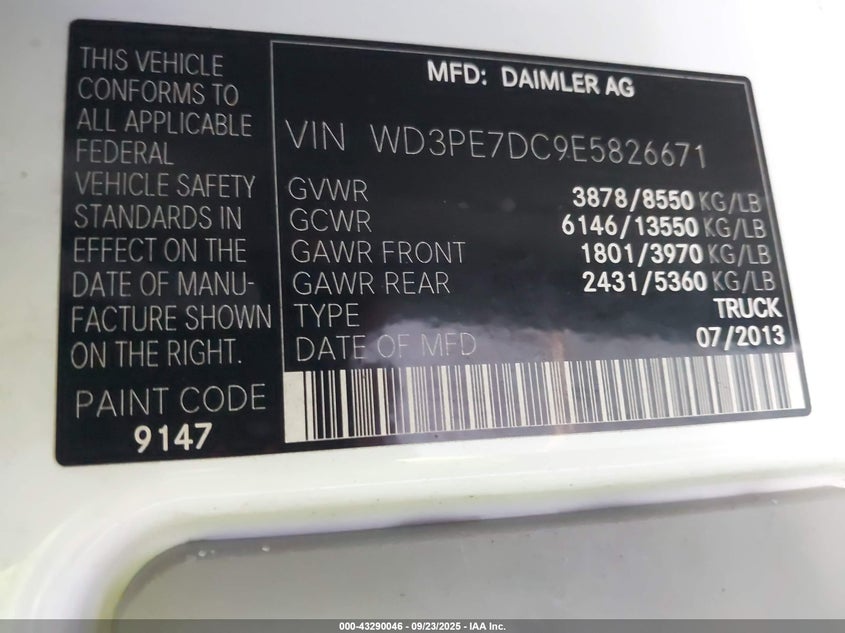 THIS VEHICLE
CONFORMS TO
ALL APPLICABLE
FEDERAL
VEHICLE SAFETY
STANDARDS IN
EFFECT ON THE
DATE OF MANU-
FACTURE SHOWN
ON THE RIGHT.
PAINT CODE
9147
MFD: DAIMLER AG
VIN WD3PE7DC9E5826671
GVWR 3878/8550 KG/LB
GCWR 6146/13550 KG/LB
GAWR FRONT 1801/3970 KG/LB
GAWR REAR 2431/5360 KG/LB
TYPE TRUCK
DATE OF MFD 07/2013
000-43290046 - 09/23/2025 - IAA Inc.